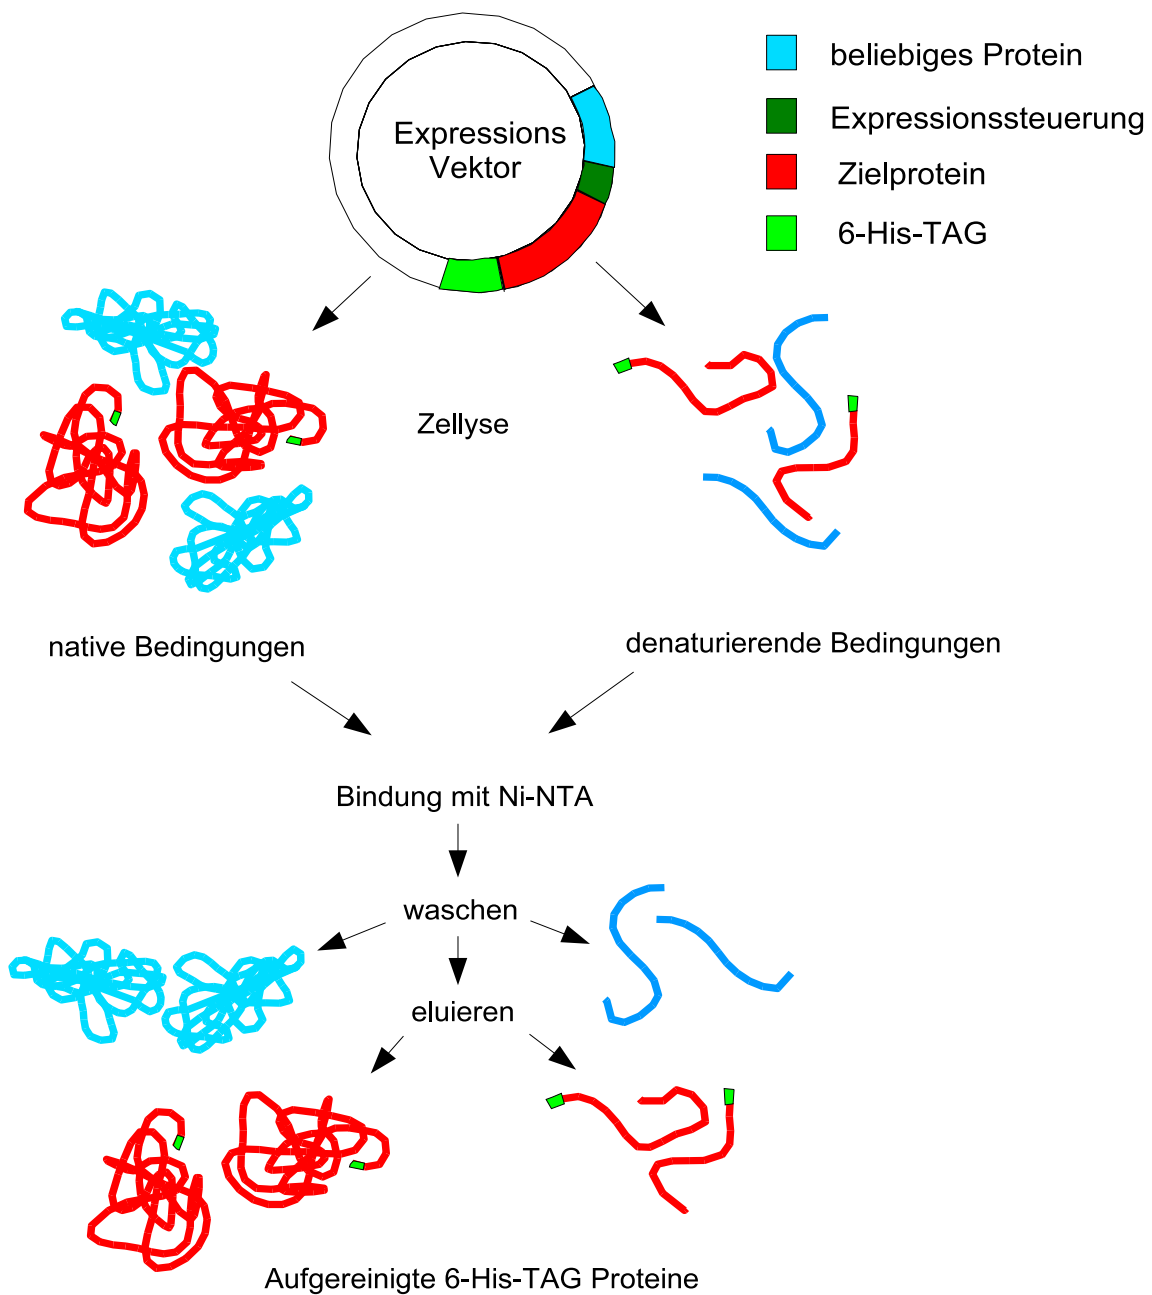 Expressions
Vektor
beliebiges Protein
Expressionssteuerung
Zielprotein
6-His-TAG
Zellyse
native Bedingungen
denaturierende Bedingungen
Bindung mit Ni-NTA
waschen
eluieren
Aufgereinigte 6-His-TAG Proteine